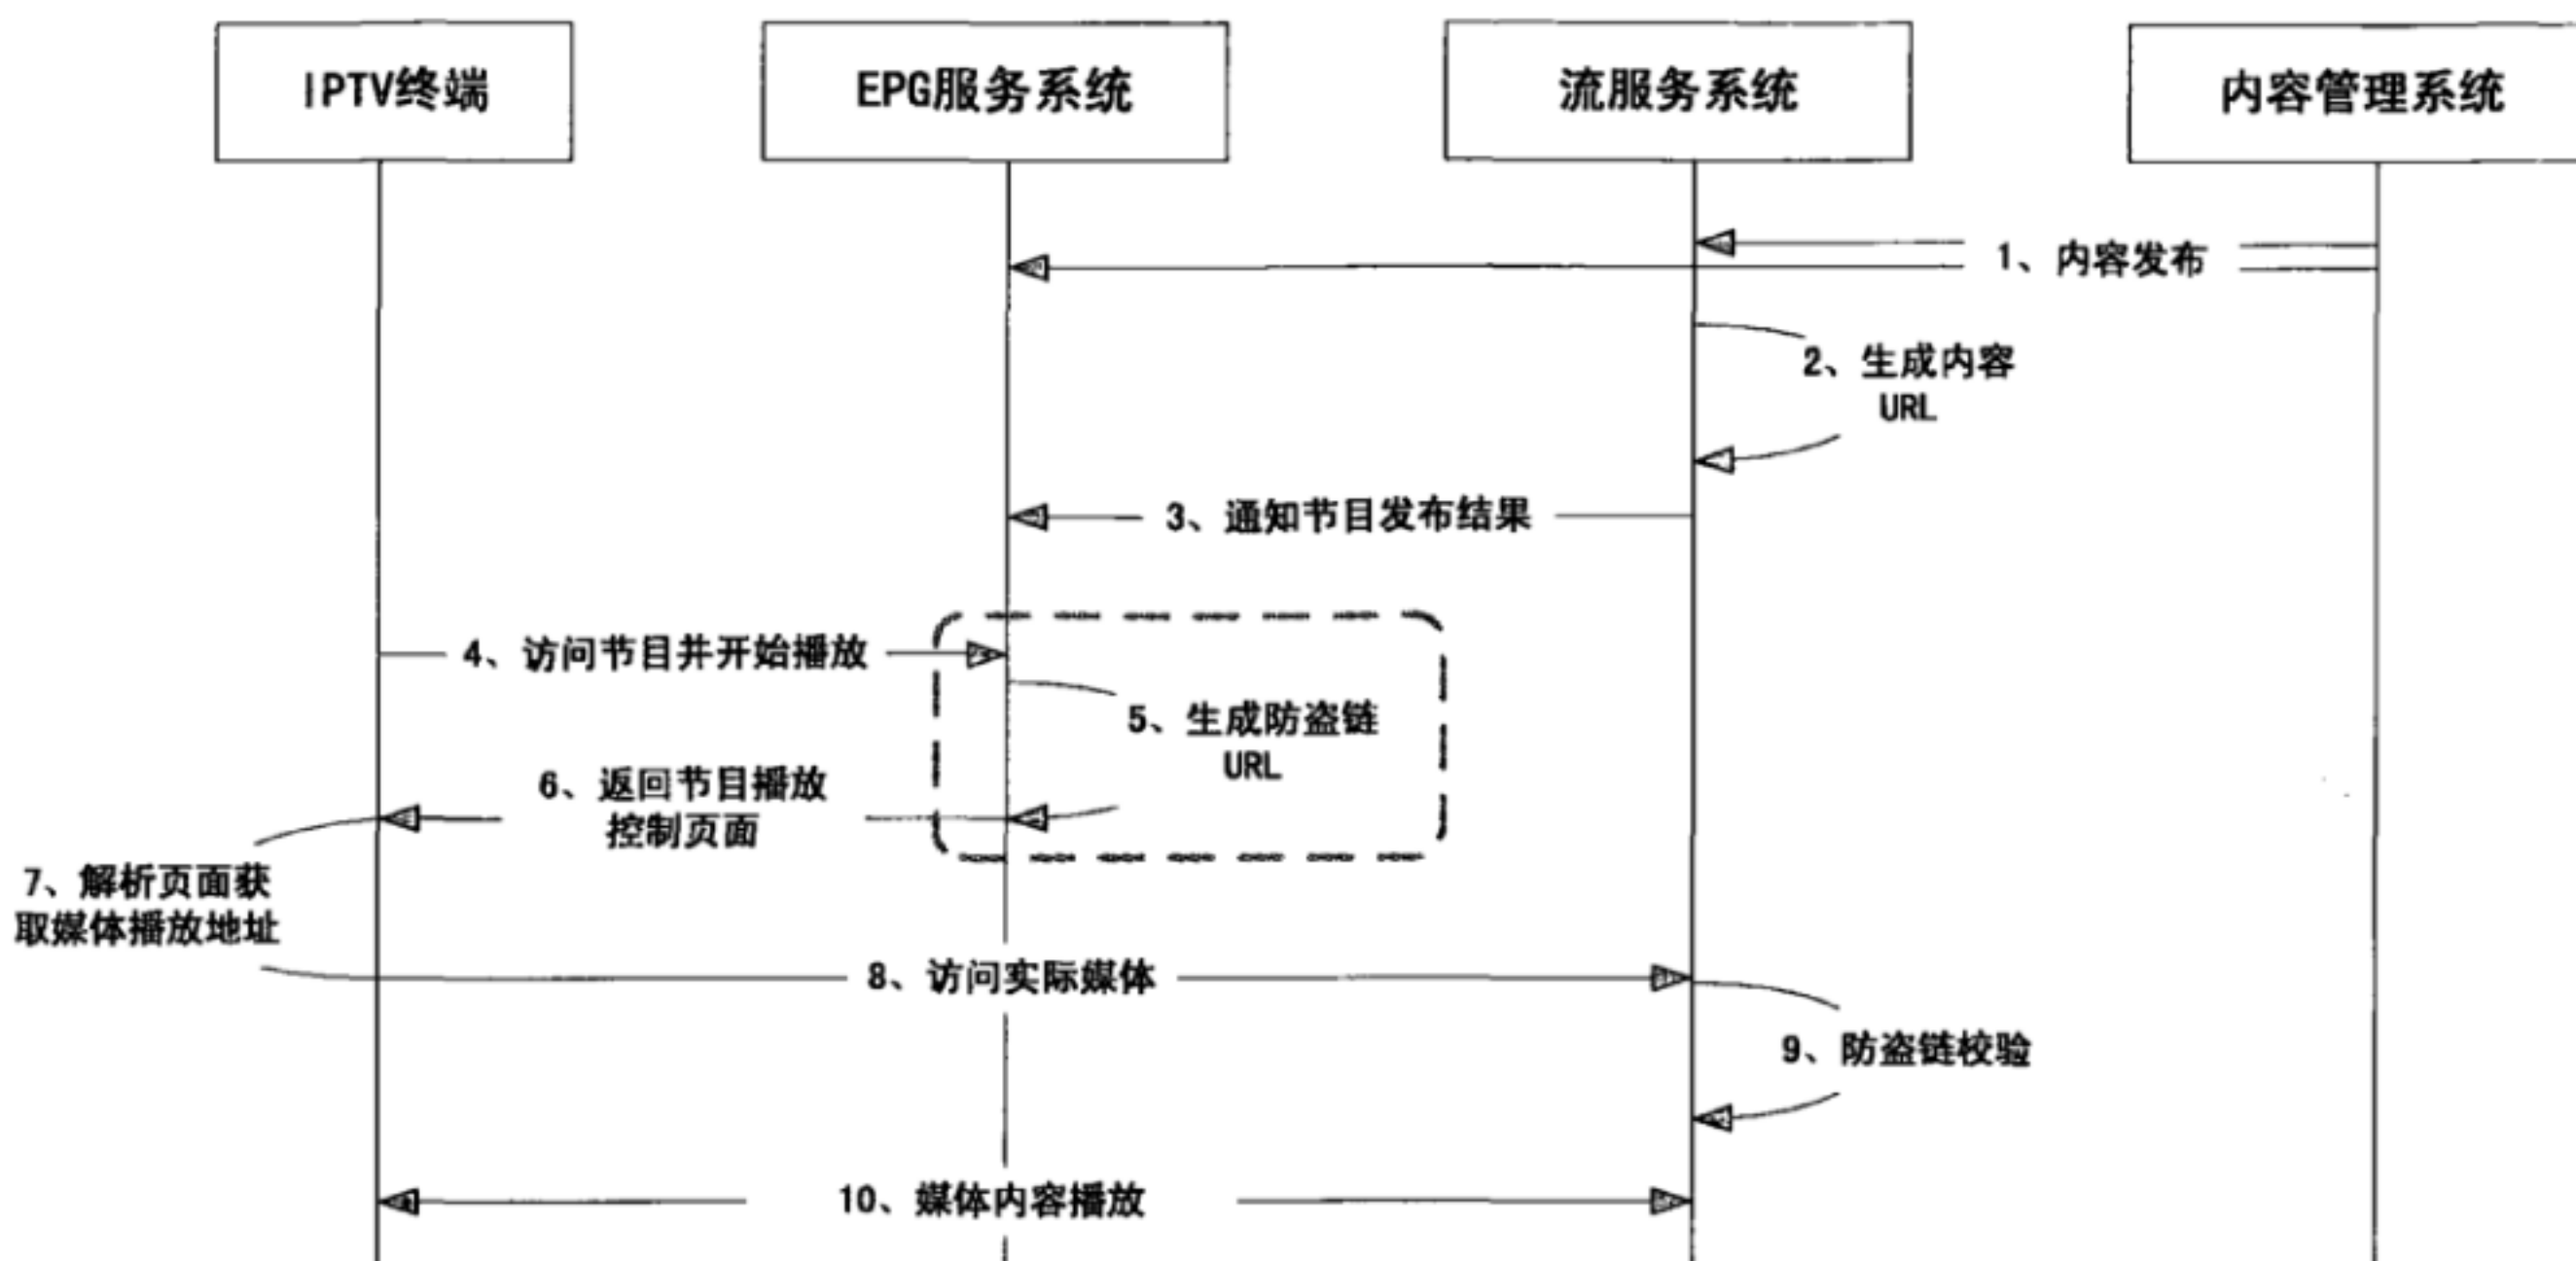 IPTV终端
EPG服务系统
流服务系统
内容管理系统
1、内容发布
2、生成内容
URL
3、通知节目发布结果
4、访问节目并开始播放
5、生成防盗链
URL
6、返回节目播放
控制页面
7、解析页面获
取媒体播放地址
8、访问实际媒体
9、防盗链校验
10、媒体内容播放